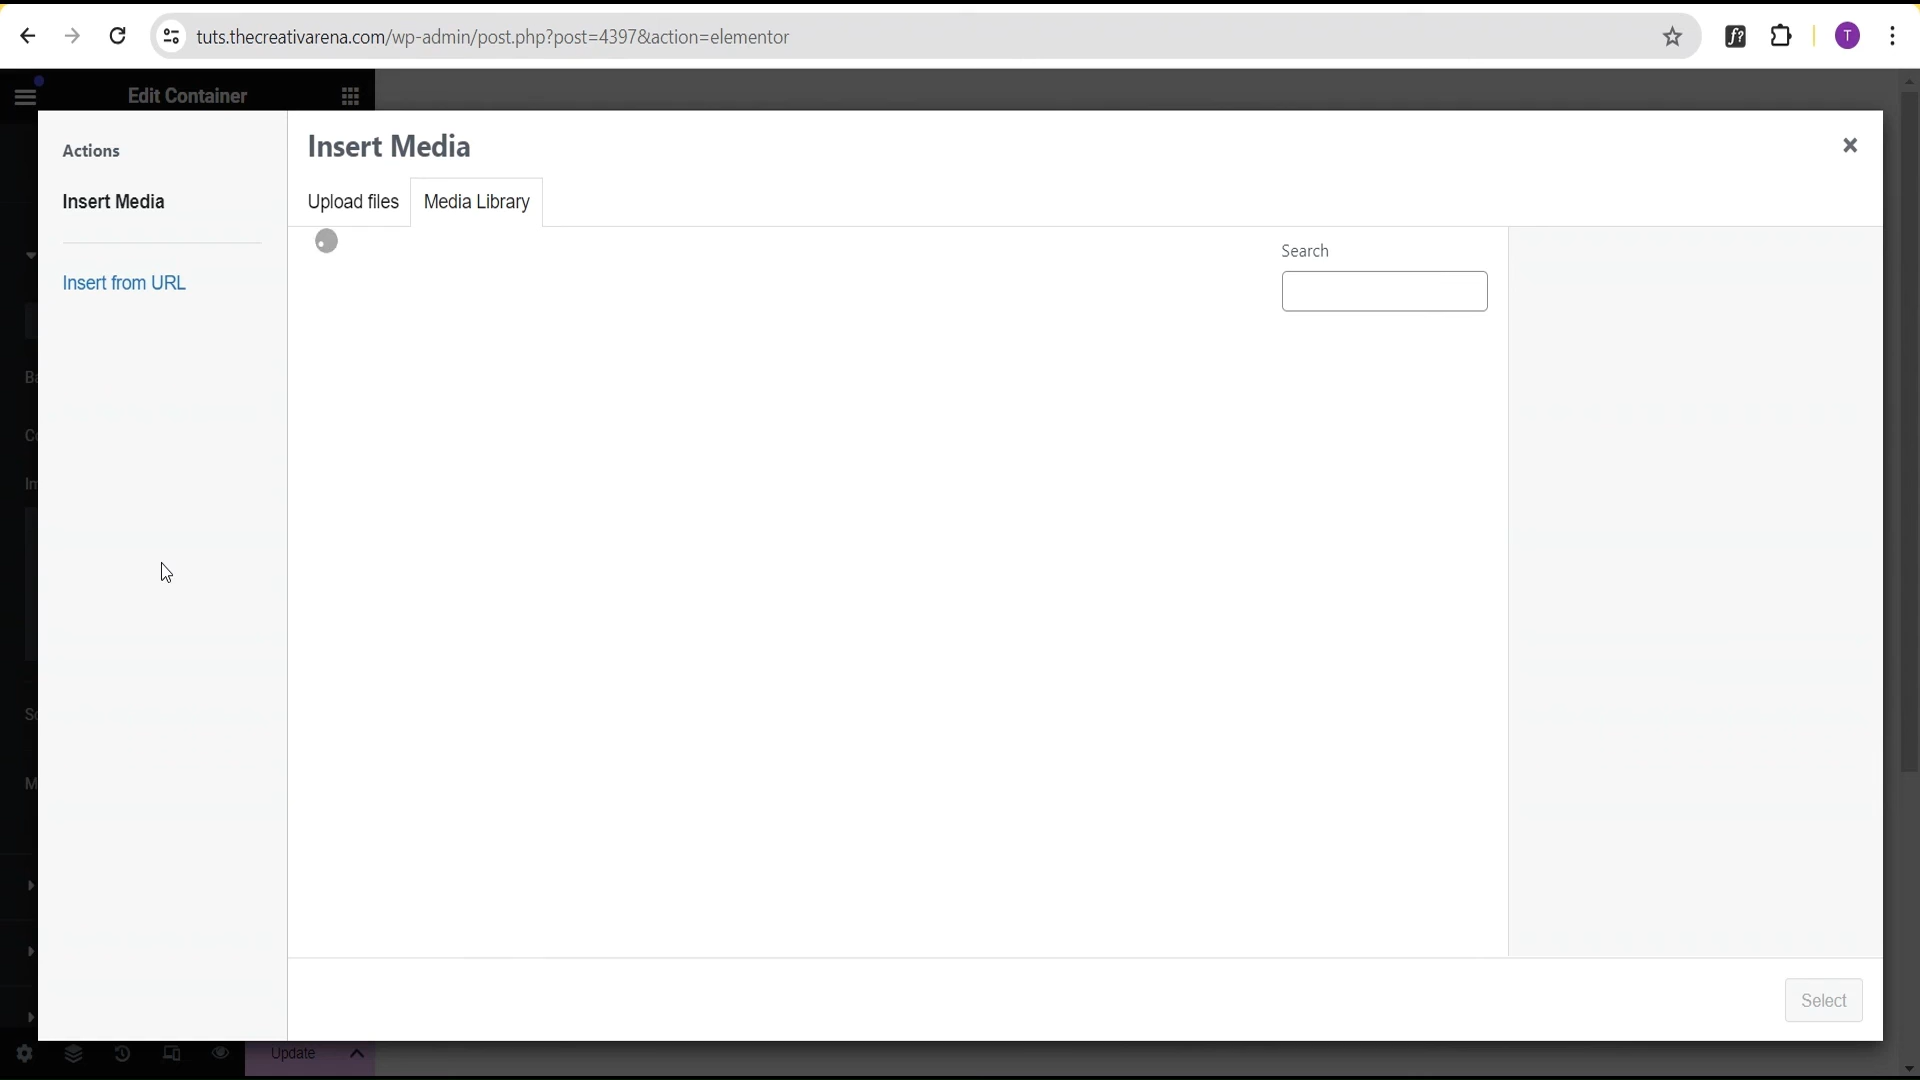 tuts.thecreativarena.com/wp-admin/post.php?post=4397&action=elementor
T
Edit Container
Actions
Insert Media
Insert from URL
Insert Media
Upload files
Media Library
Search
Select
Update